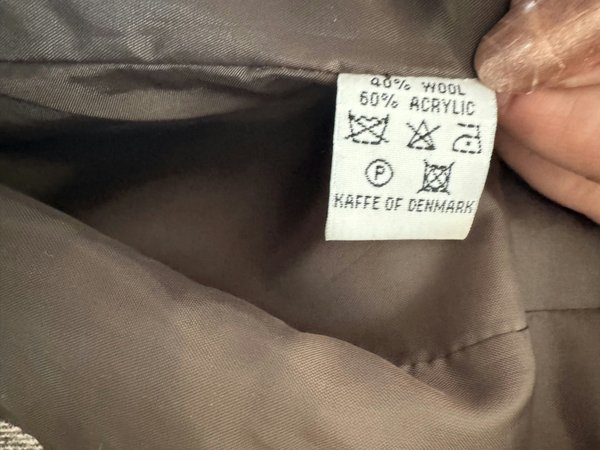 40% WOOL
60% ACRYLIC
P
KAFFE OF DENMARK